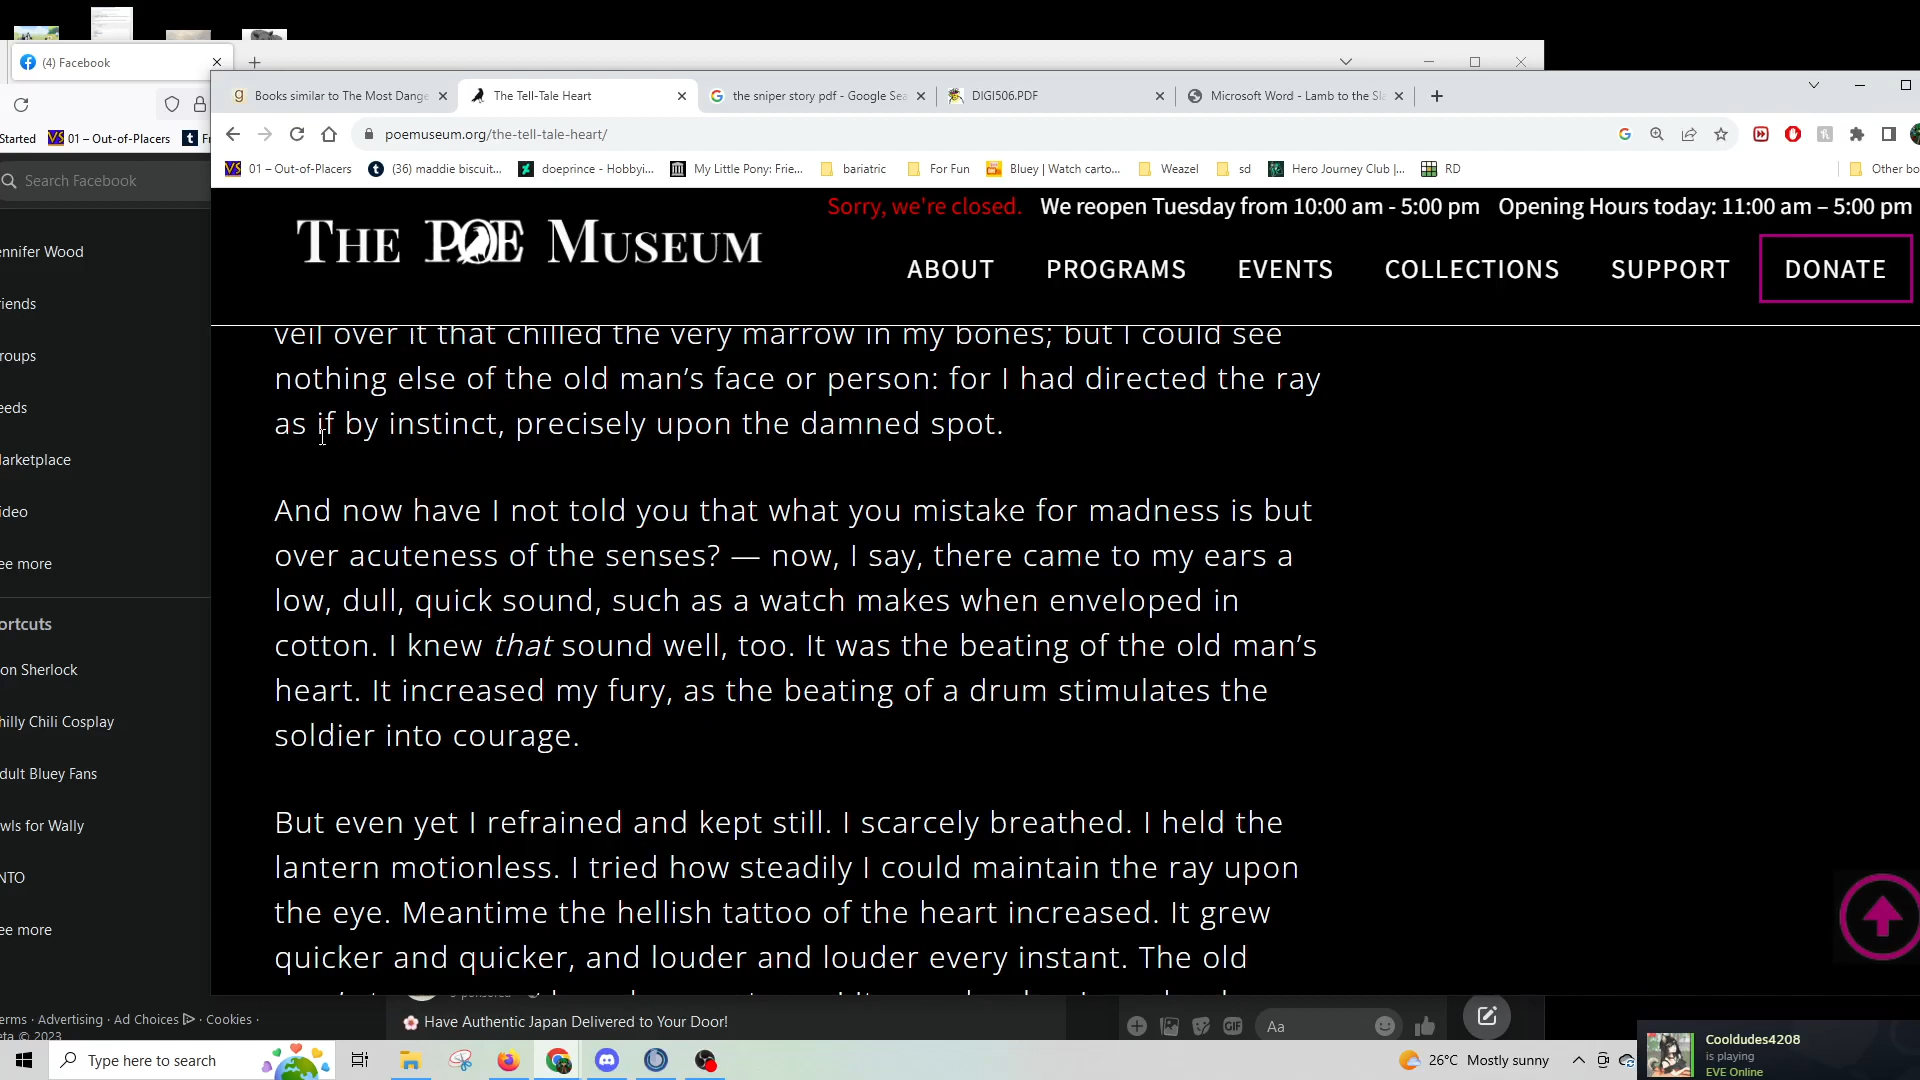 (4) Facebook
Started
01 – Out-of-Placers
Search Facebook
ennifer Wood
riends
roups
eeds
arketplace
ideo
ee more
ortcuts
on Sherlock
hilly Chili Cosplay
dult Bluey Fans
wls for Wally
NTO
ee more
erms · Advertising · Ad Choices · Cookies ·
eta © 2023
Books similar to The Most Dange
The Tell-Tale Heart
the sniper story pdf - Google Sea
DIGI506.PDF
Microsoft Word - Lamb to the Sla
poemuseum.org/the-tell-tale-heart/
01 – Out-of-Placers
(36) maddie biscuit...
doeprince - Hobbyi...
My Little Pony: Frie...
bariatric
For Fun
Bluey | Watch carto...
Weazel
sd
Hero Journey Club |...
RD
Other bo
Sorry, we're closed. We reopen Tuesday from 10:00 am - 5:00 pm Opening Hours today: 11:00 am – 5:00 pm
THE POE MUSEUM
ABOUT PROGRAMS EVENTS COLLECTIONS SUPPORT DONATE
veil over it that chilled the very marrow in my bones; but I could see
nothing else of the old man's face or person: for I had directed the ray
as if by instinct, precisely upon the damned spot.
And now have I not told you that what you mistake for madness is but
over acuteness of the senses? — now, I say, there came to my ears a
low, dull, quick sound, such as a watch makes when enveloped in
cotton. I knew that sound well, too. It was the beating of the old man's
heart. It increased my fury, as the beating of a drum stimulates the
soldier into courage.
But even yet I refrained and kept still. I scarcely breathed. I held the
lantern motionless. I tried how steadily I could maintain the ray upon
the eye. Meantime the hellish tattoo of the heart increased. It grew
quicker and quicker, and louder and louder every instant. The old
Have Authentic Japan Delivered to Your Door!
GIF
Aa
Type here to search
26°C Mostly sunny
Cooldudes4208
is playing
EVE Online